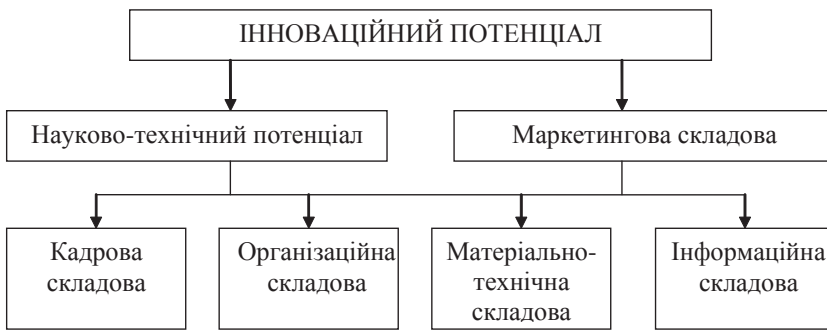 ІННОВАЦІЙНИЙ ПОТЕНЦІАЛ
Науково-технічний потенціал
Маркетингова складова
Кадрова
складова
Організаційна
складова
Матеріально-
технічна
складова
Інформаційна
складова